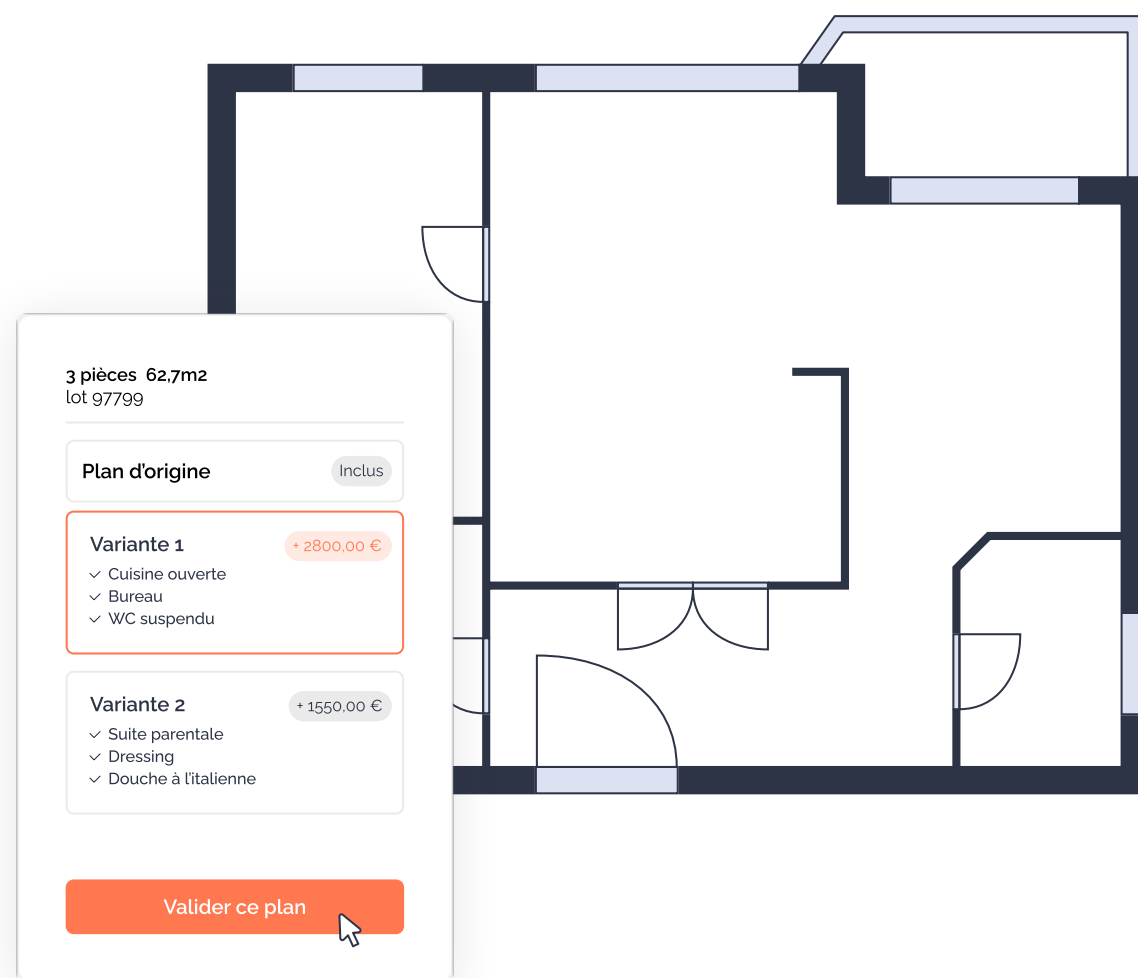 3 pièces  62,7m2
lot 97799
Plan d'origine
Inclus
Variante 1
+ 2800,00 €
Cuisine ouverte
Bureau
WC suspendu
Variante 2
+ 1550,00 €
Suite parentale
Dressing
Douche à l'italienne
Valider ce plan